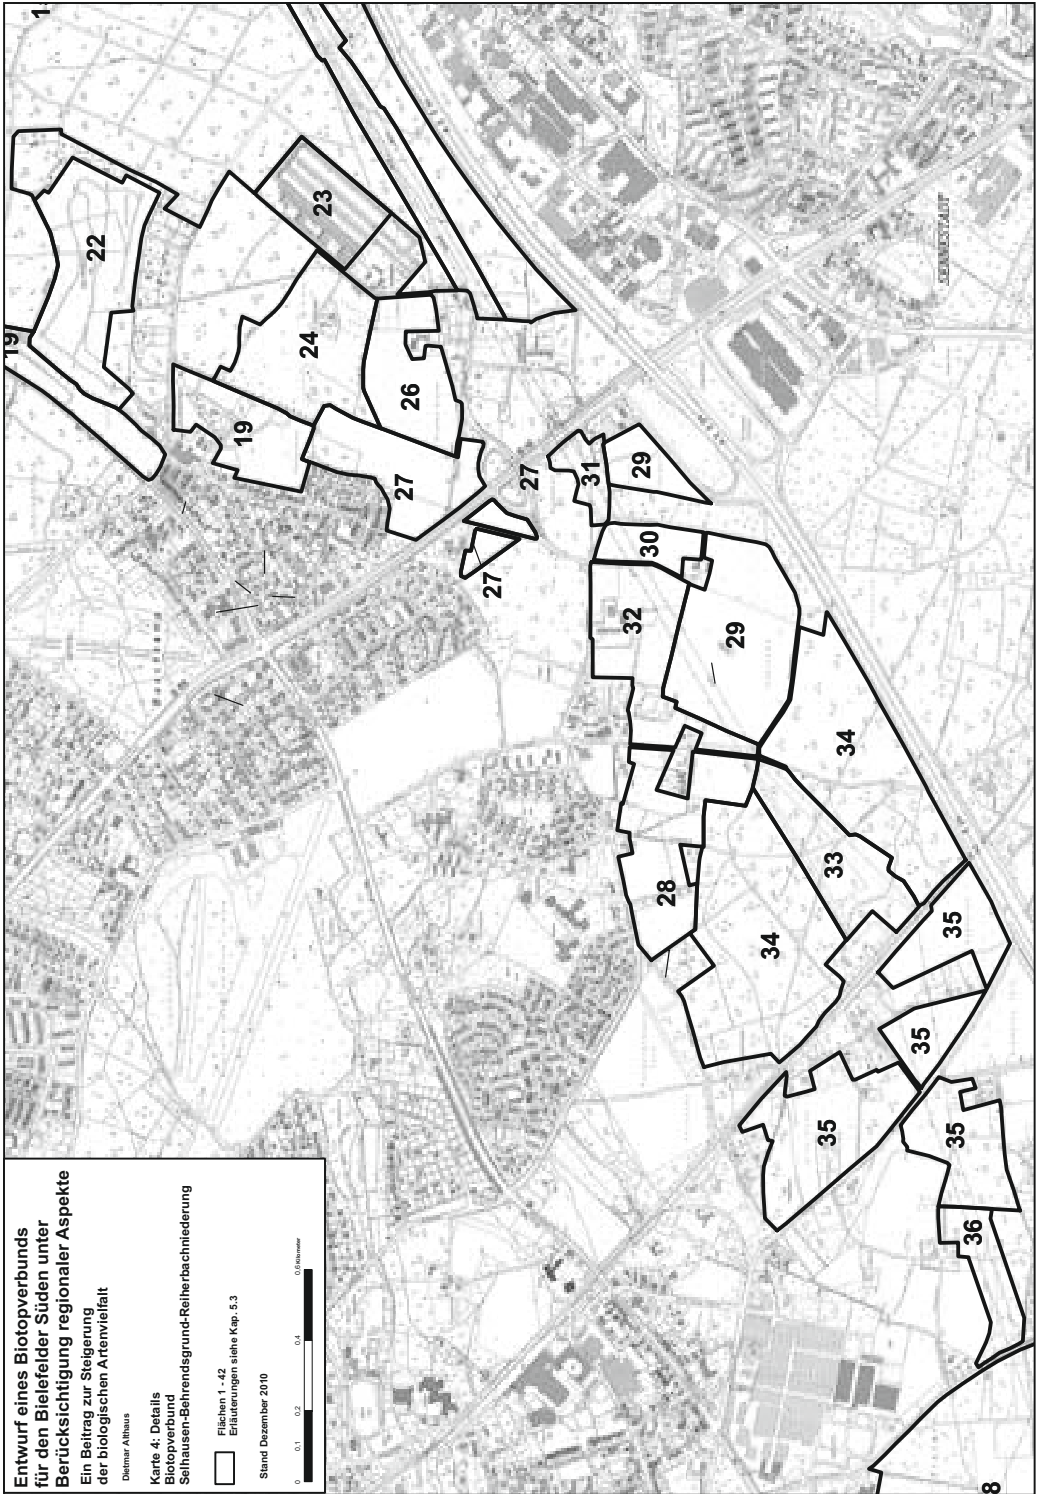 Entwurf eines Biotopverbunds
für den Bielefelder Süden unter
Berücksichtigung regionaler Aspekte
Ein Beitrag zur Steigerung
der biologischen Artenvielfalt
Dietmar Althaus
Karte 4: Details
Biotopverbund
Selhausen-Behrendsgrund-Reiherbachniederung
Flächen 1 - 42
Erläuterungen siehe Kap. 5.3
Stand Dezember 2010
0 0,1 0,2 0,4 0,6 Kilometer
19
22
23
24
19
26
27
27
27
31
29
30
32
29
34
28
33
34
35
35
35
35
36
8